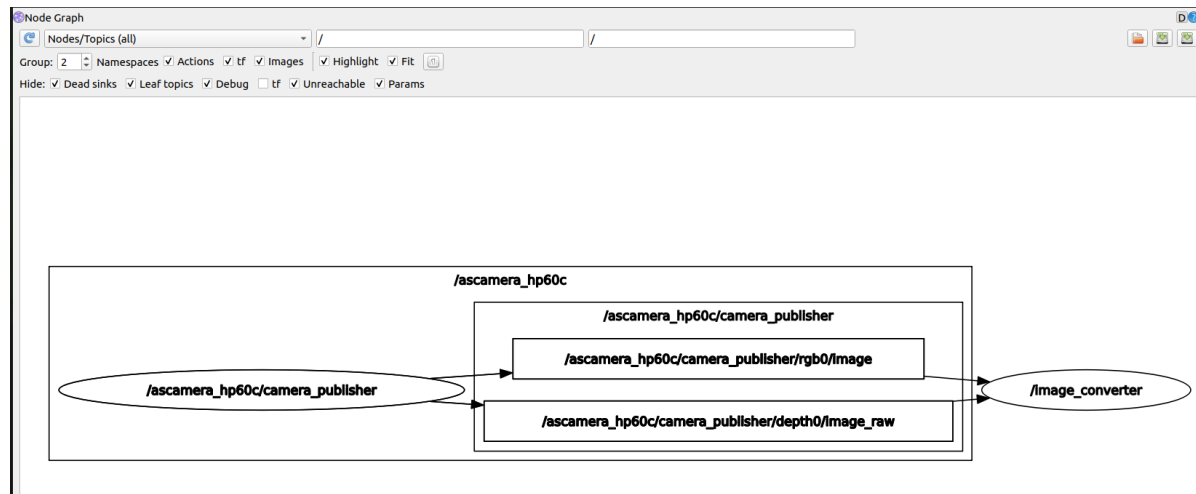 Node Graph
D
Nodes/Topics (all) / /
Group: 2 Namespaces Actions tf Images Highlight Fit
Hide: Dead sinks Leaf topics Debug tf Unreachable Params
/ascamera_hp60c
/ascamera_hp60c/camera_publisher
/ascamera_hp60c/camera_publisher/rgb0/image
/ascamera_hp60c/camera_publisher
/image_converter
/ascamera_hp60c/camera_publisher/depth0/image_raw